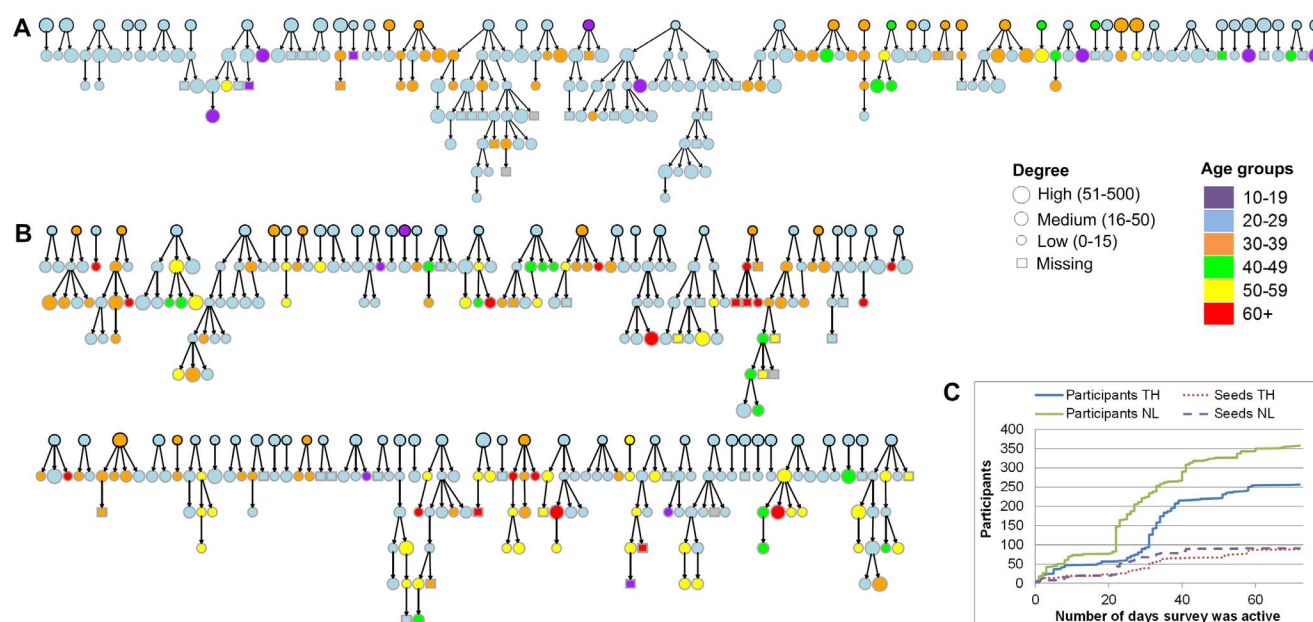 A
Degree
High (51-500)
Medium (16-50)
Low (0-15)
Missing
Age groups
10-19
20-29
30-39
40-49
50-59
60+
B
C
Participants TH
Seeds TH
Participants NL
Seeds NL
400
350
300
250
200
150
100
50
0
Participants
0 20 40 60
Number of days survey was active